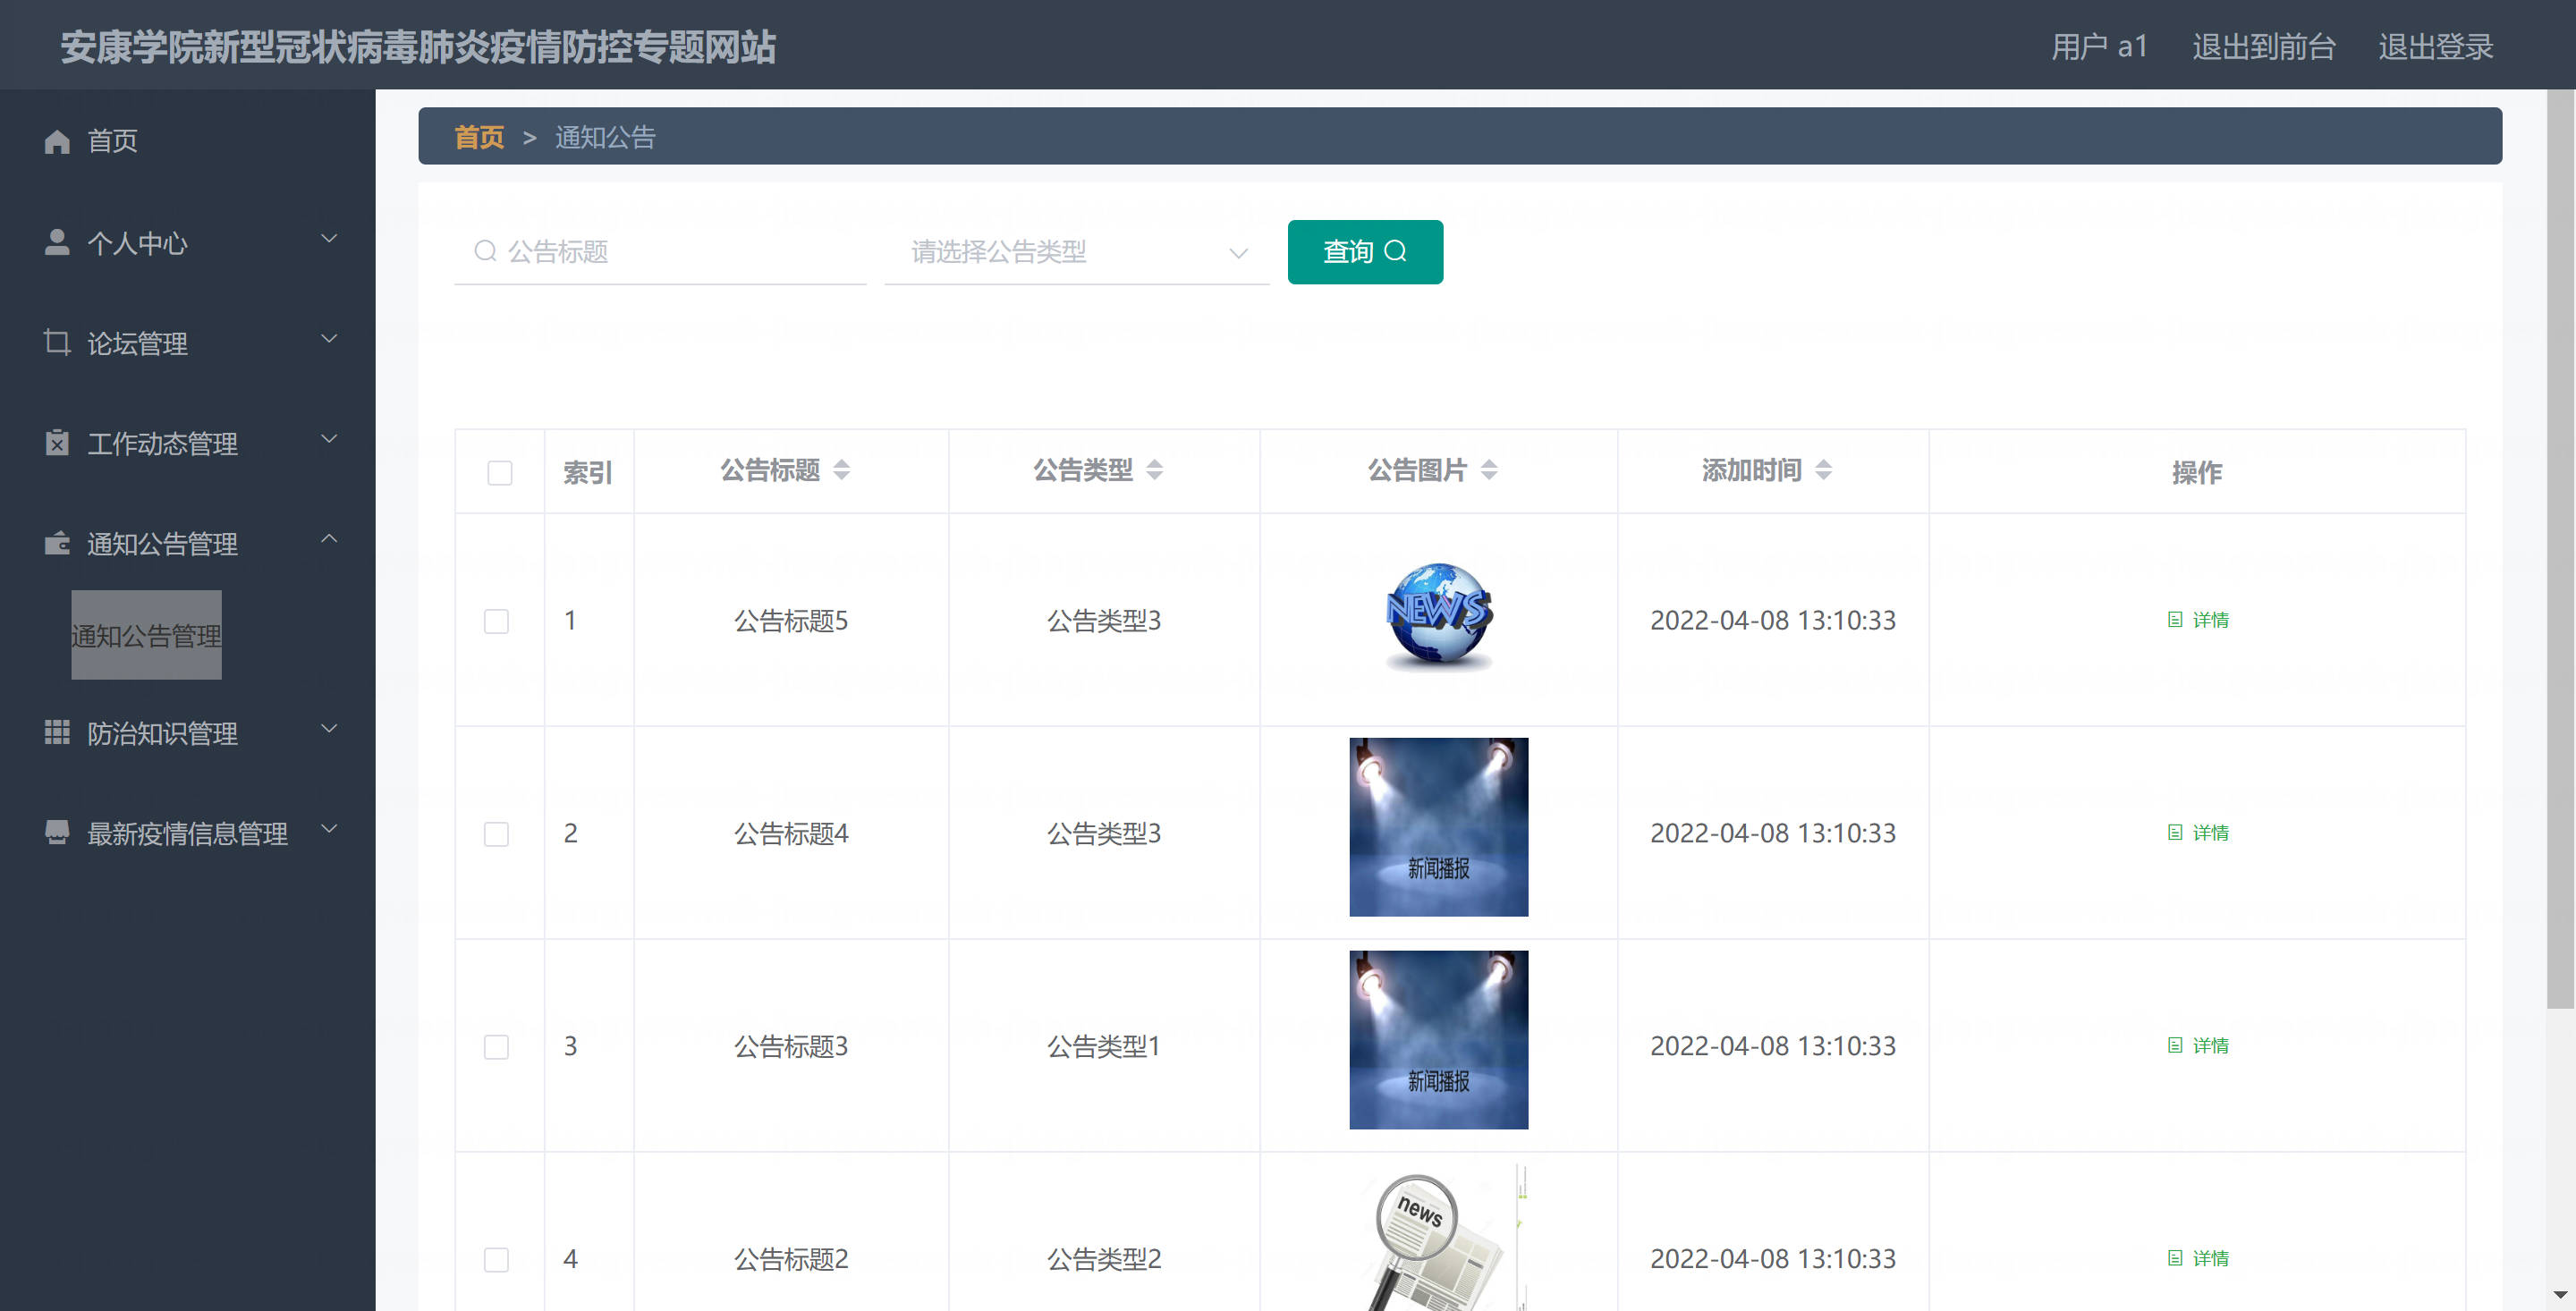 安康学院新型冠状病毒肺炎疫情防控专题网站
用户 a1 退出到前台 退出登录
首页
个人中心
论坛管理
工作动态管理
通知公告管理
通知公告管理
防治知识管理
最新疫情信息管理
首页 > 通知公告
公告标题 请选择公告类型 查询
索引 公告标题 公告类型 公告图片 添加时间 操作
1 公告标题5 公告类型3 NEWS 2022-04-08 13:10:33 详情
2 公告标题4 公告类型3 新闻播报 2022-04-08 13:10:33 详情
3 公告标题3 公告类型1 新闻播报 2022-04-08 13:10:33 详情
4 公告标题2 公告类型2 news 2022-04-08 13:10:33 详情